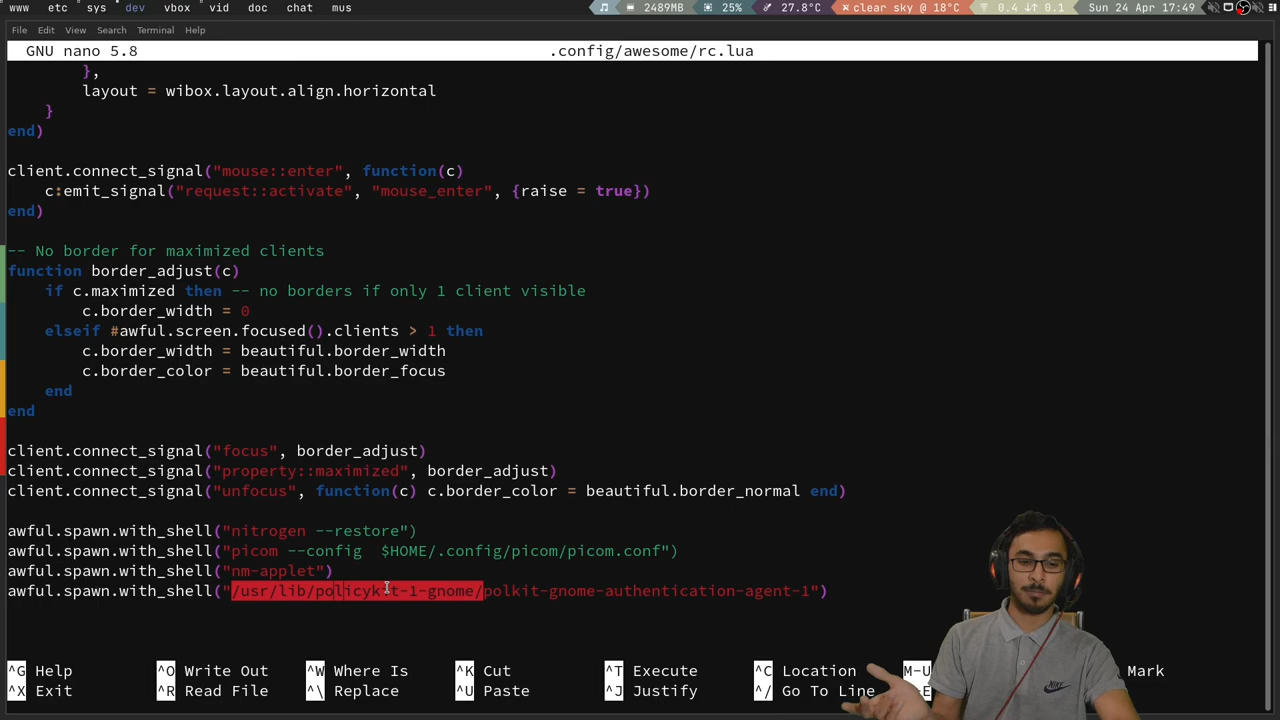 www etc sys dev vbox vid doc chat mus 2489MB 25% 27.8°C clear sky @ 18°C 0.4 ↓↑ 0.1 Sun 24 Apr 17:49
File Edit View Search Terminal Help
GNU nano 5.8 .config/awesome/rc.lua
},
layout = wibox.layout.align.horizontal
}
end)
client.connect_signal("mouse::enter", function(c)
c:emit_signal("request::activate", "mouse_enter", {raise = true})
end)
-- No border for maximized clients
function border_adjust(c)
if c.maximized then -- no borders if only 1 client visible
c.border_width = 0
elseif #awful.screen.focused().clients > 1 then
c.border_width = beautiful.border_width
c.border_color = beautiful.border_focus
end
end
client.connect_signal("focus", border_adjust)
client.connect_signal("property::maximized", border_adjust)
client.connect_signal("unfocus", function(c) c.border_color = beautiful.border_normal end)
awful.spawn.with_shell("nitrogen --restore")
awful.spawn.with_shell("picom --config  $HOME/.config/picom/picom.conf")
awful.spawn.with_shell("nm-applet")
awful.spawn.with_shell("/usr/lib/policykit-1-gnome/polkit-gnome-authentication-agent-1")
^G Help ^O Write Out ^W Where Is ^K Cut ^T Execute ^C Location M-U Mark
^X Exit ^R Read File ^\ Replace ^U Paste ^J Justify ^/ Go To Line